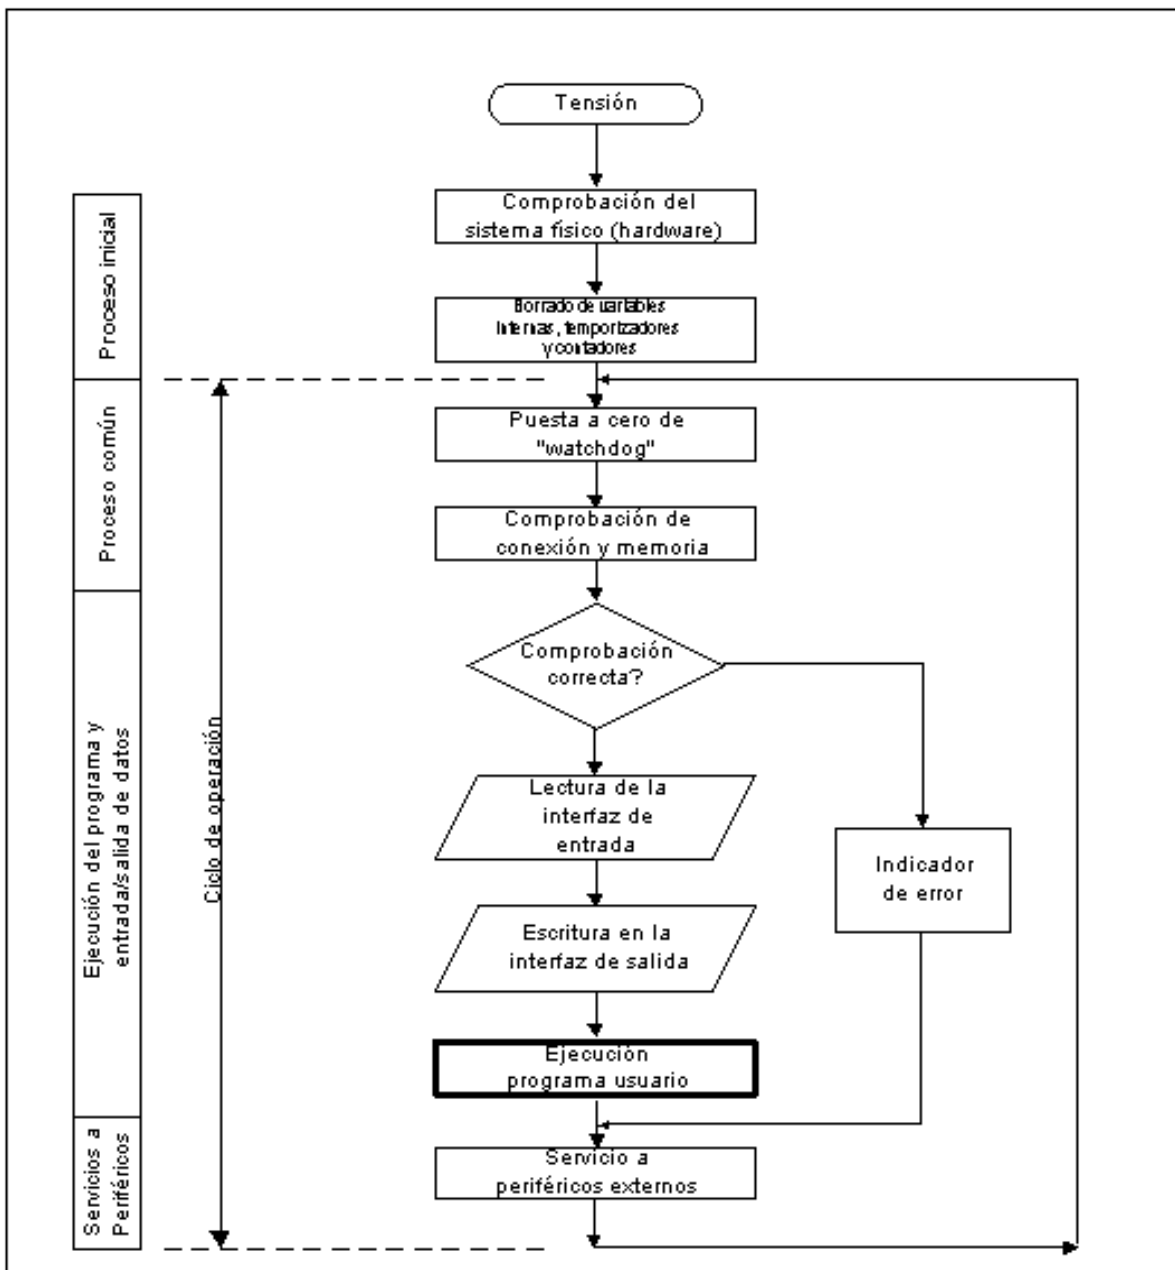 Tensión
Comprobación del
sistema físico (hardware)
Borrado de variables
internas, temporizadores
y contadores
Puesta a cero de
"watchdog"
Comprobación de
conexión y memoria
Comprobación
correcta?
Lectura de la
interfaz de
entrada
Indicador
de error
Escritura en la
interfaz de salida
Ejecución
programa usuario
Servicio a
periféricos externos
Proceso inicial
Proceso común
Ejecución del programa y
entrada/salida de datos
Servicios a
Periféricos
Ciclo de operación